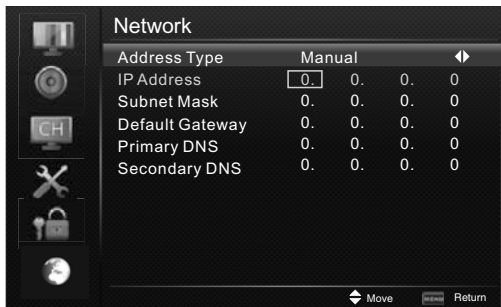 Network
Address Type Manual
IP Address 0. 0. 0. 0
Subnet Mask 0. 0. 0. 0
Default Gateway 0. 0. 0. 0
Primary DNS 0. 0. 0. 0
Secondary DNS 0. 0. 0. 0
CH
Move MENU Return